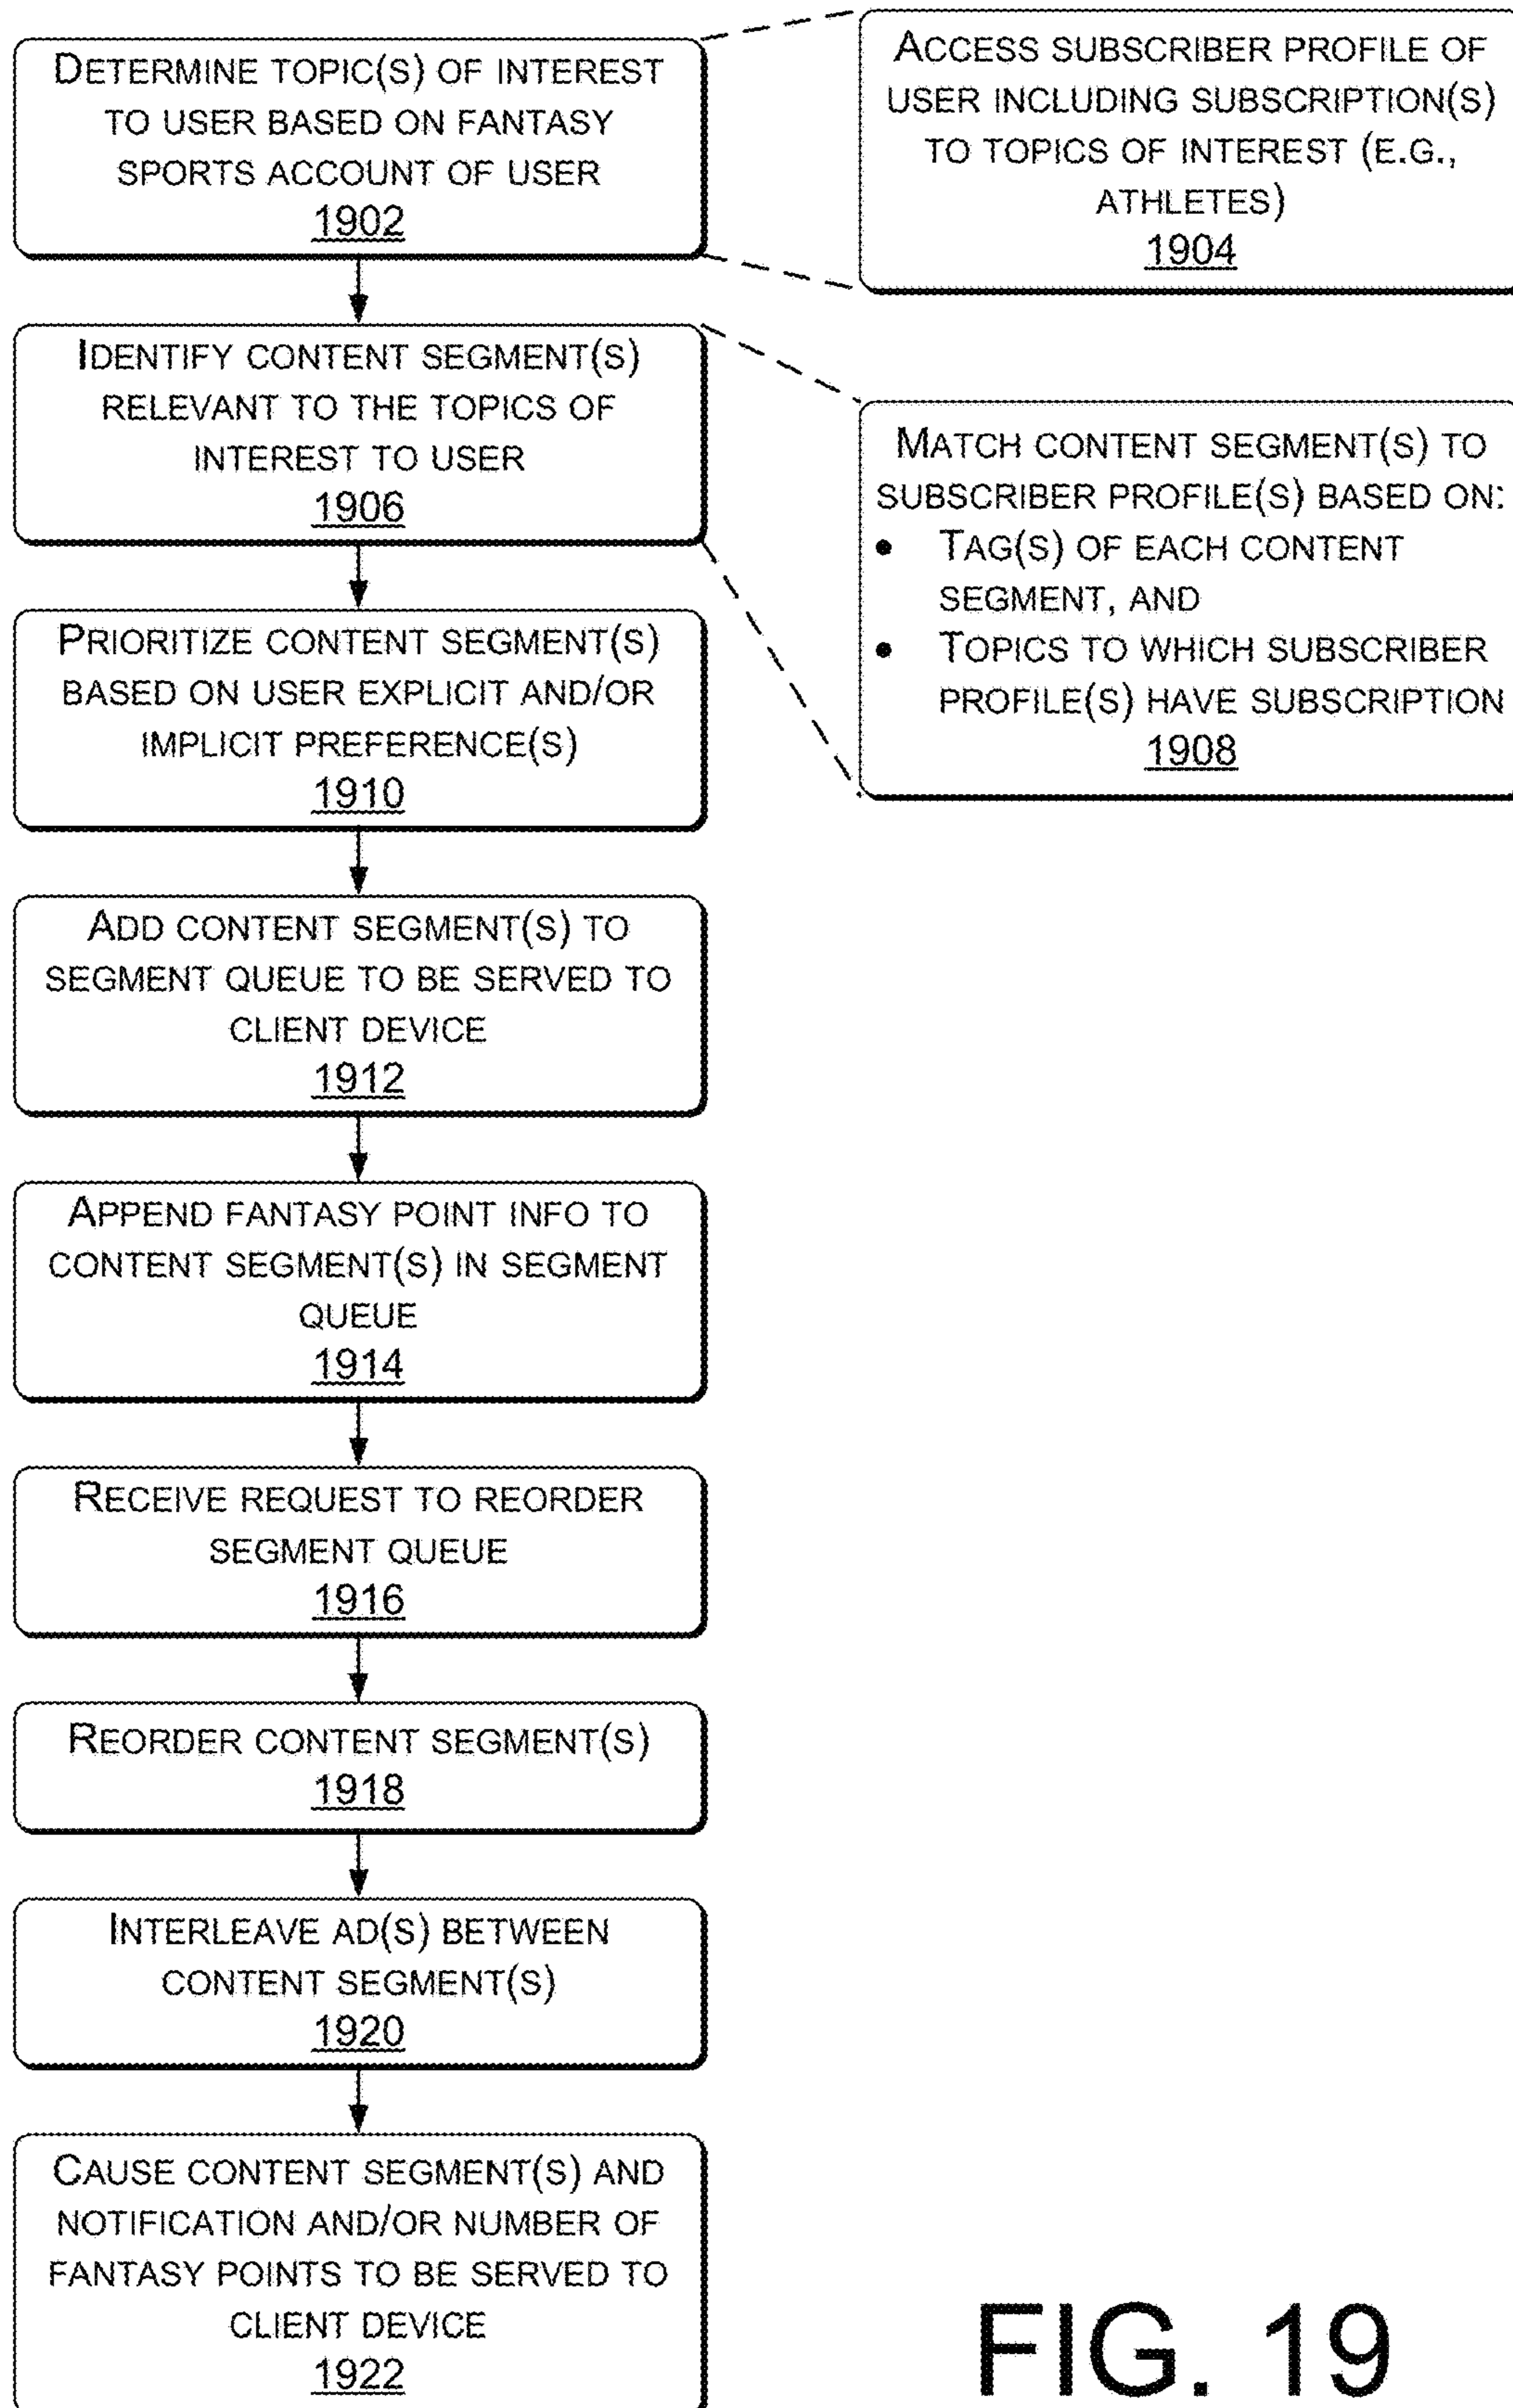 DETERMINE TOPIC(S) OF INTEREST
TO USER BASED ON FANTASY
SPORTS ACCOUNT OF USER
1902
ACCESS SUBSCRIBER PROFILE OF
USER INCLUDING SUBSCRIPTION(S)
TO TOPICS OF INTEREST (E.G.,
ATHLETES)
1904
IDENTIFY CONTENT SEGMENT(S)
RELEVANT TO THE TOPICS OF
INTEREST TO USER
1906
MATCH CONTENT SEGMENT(S) TO
SUBSCRIBER PROFILE(S) BASED ON:
• TAG(S) OF EACH CONTENT
SEGMENT, AND
• TOPICS TO WHICH SUBSCRIBER
PROFILE(S) HAVE SUBSCRIPTION
1908
PRIORITIZE CONTENT SEGMENT(S)
BASED ON USER EXPLICIT AND/OR
IMPLICIT PREFERENCE(S)
1910
ADD CONTENT SEGMENT(S) TO
SEGMENT QUEUE TO BE SERVED TO
CLIENT DEVICE
1912
APPEND FANTASY POINT INFO TO
CONTENT SEGMENT(S) IN SEGMENT
QUEUE
1914
RECEIVE REQUEST TO REORDER
SEGMENT QUEUE
1916
REORDER CONTENT SEGMENT(S)
1918
INTERLEAVE AD(S) BETWEEN
CONTENT SEGMENT(S)
1920
CAUSE CONTENT SEGMENT(S) AND
NOTIFICATION AND/OR NUMBER OF
FANTASY POINTS TO BE SERVED TO
CLIENT DEVICE
1922
FIG. 19